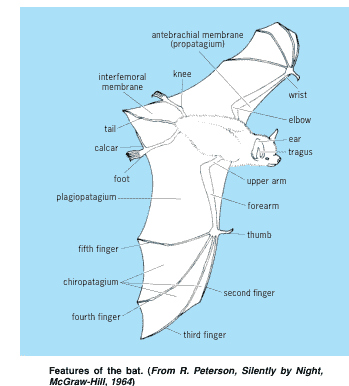 antebrachial membrane
(propatagium)
interfemoral
membrane
knee
wrist
elbow
tail
ear
calcar
tragus
foot
upper arm
plagiopatagium
forearm
thumb
fifth finger
chiropatagium
second finger
fourth finger
third finger
Features of the bat. (From R. Peterson, Silently by Night,
McGraw-Hill, 1964)